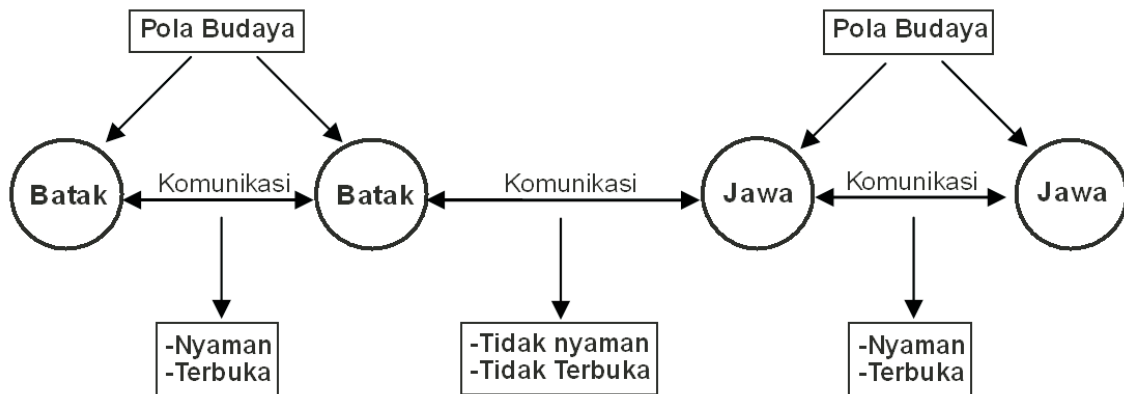 Pola Budaya
Pola Budaya
Batak
Komunikasi
Batak
Komunikasi
Jawa
Komunikasi
Jawa
-Nyaman
-Terbuka
-Tidak nyaman
-Tidak Terbuka
-Nyaman
-Terbuka